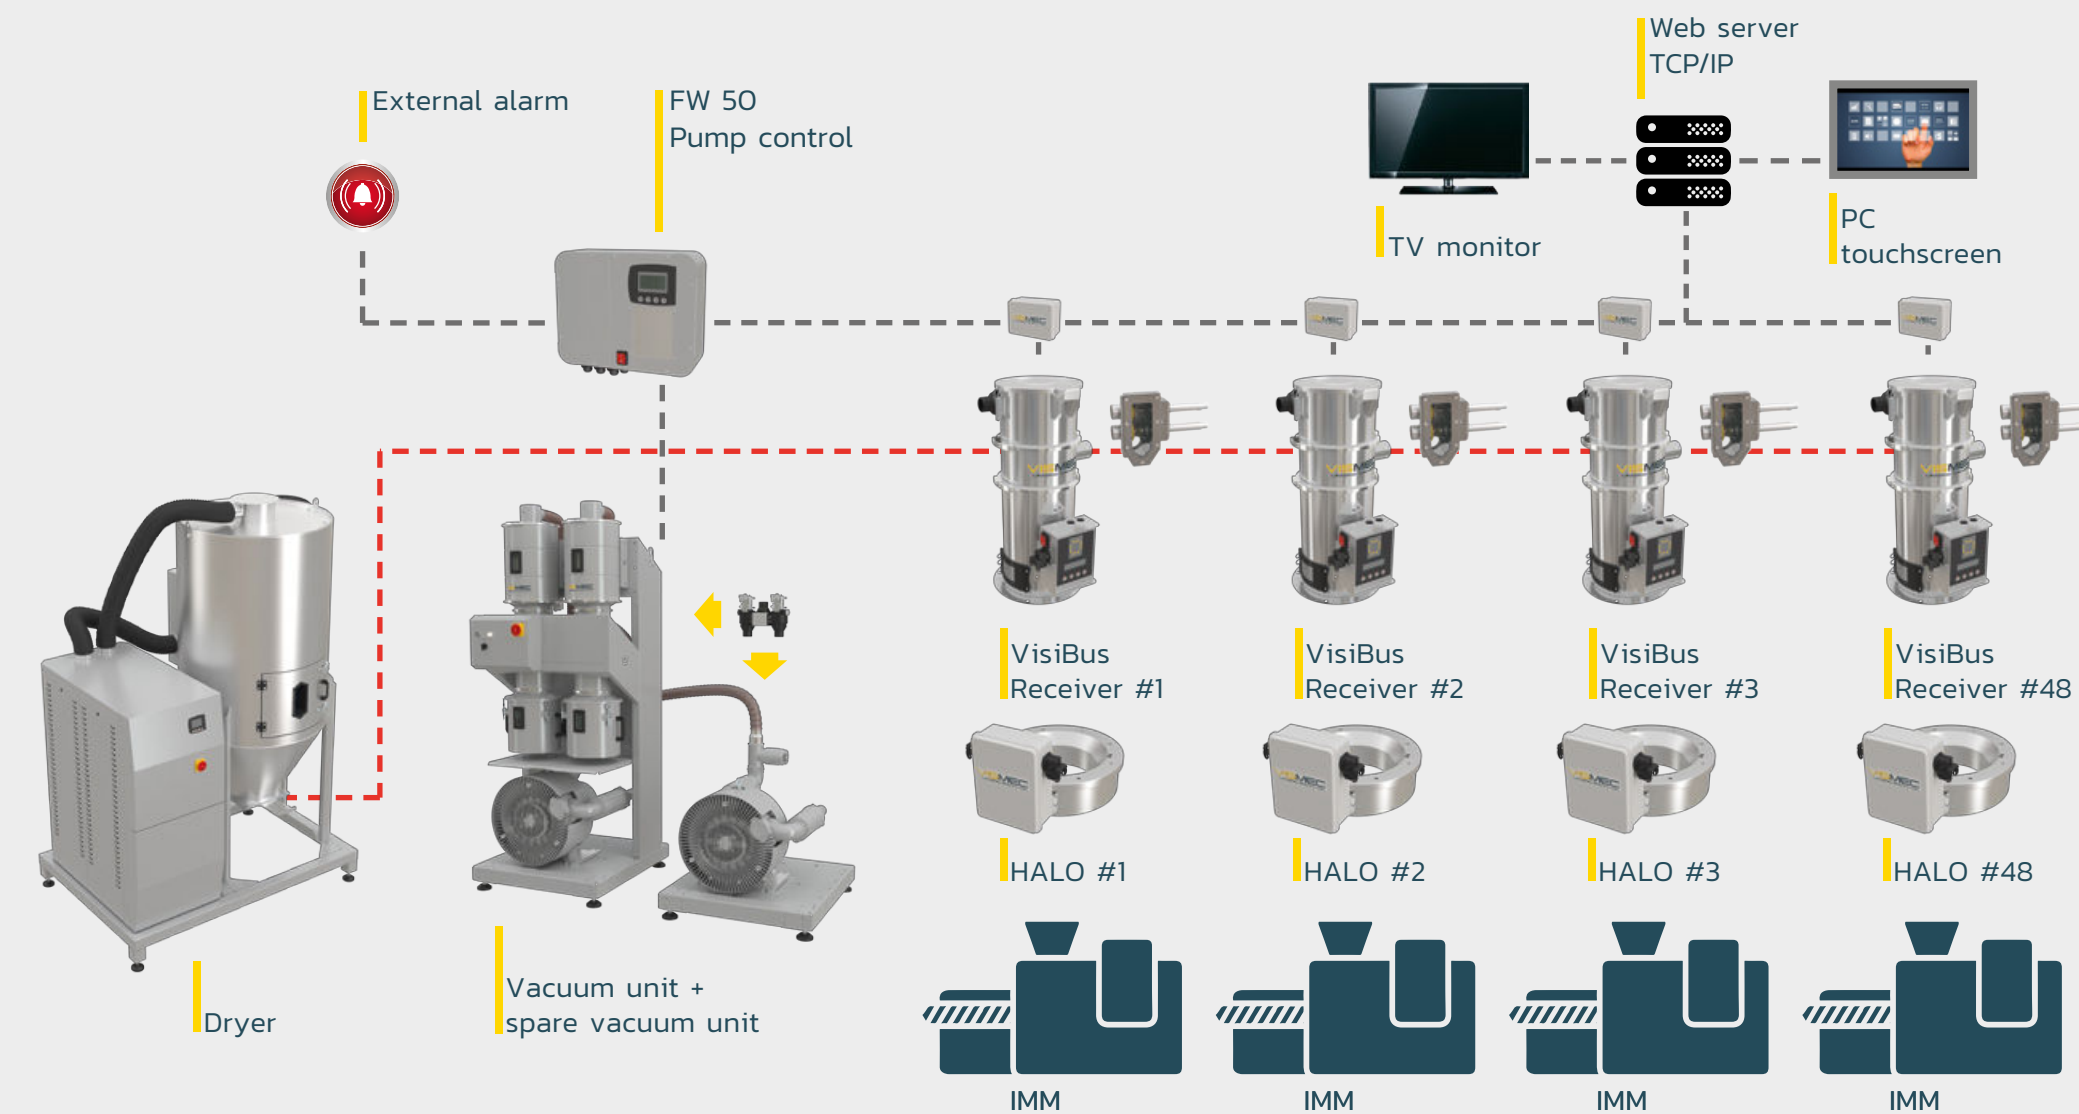 Web server
TCP/IP
External alarm
FW 50
Pump control
TV monitor
PC
touchscreen
VisiBus
Receiver #1
VisiBus
Receiver #2
VisiBus
Receiver #3
VisiBus
Receiver #48
HALO #1
HALO #2
HALO #3
HALO #48
Dryer
Vacuum unit +
spare vacuum unit
IMM
IMM
IMM
IMM